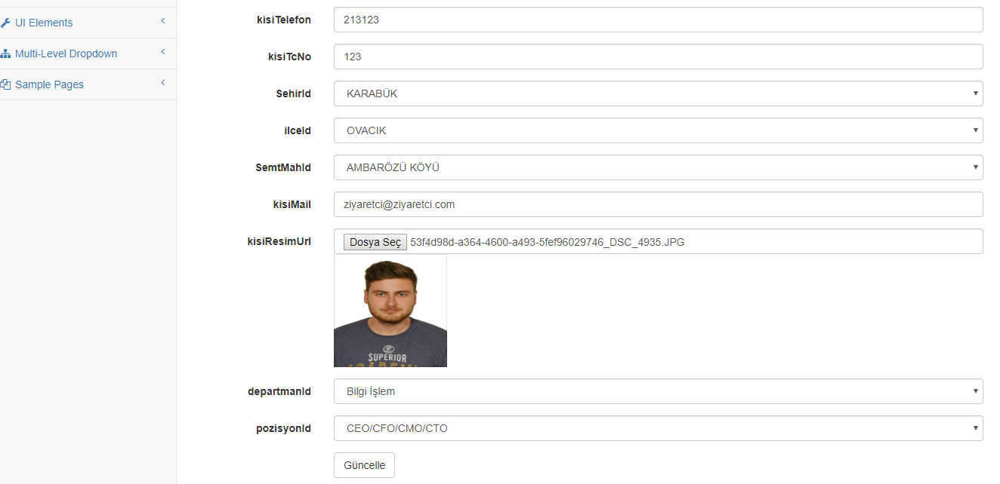 UI Elements
Multi-Level Dropdown
Sample Pages
kisiTelefon 213123
kisiTcNo 123
SehirId KARABÜK
ilceId OVACIK
SemtMahId AMBARÖZÜ KÖYÜ
kisiMail ziyaretci@ziyaretci.com
kisiResimUrl Dosya Seç 53f4d98d-a364-4600-a493-5fef96029746_DSC_4935.JPG
SUPERIOR
departmanId Bilgi İşlem
pozisyonId CEO/CFO/CMO/CTO
Güncelle